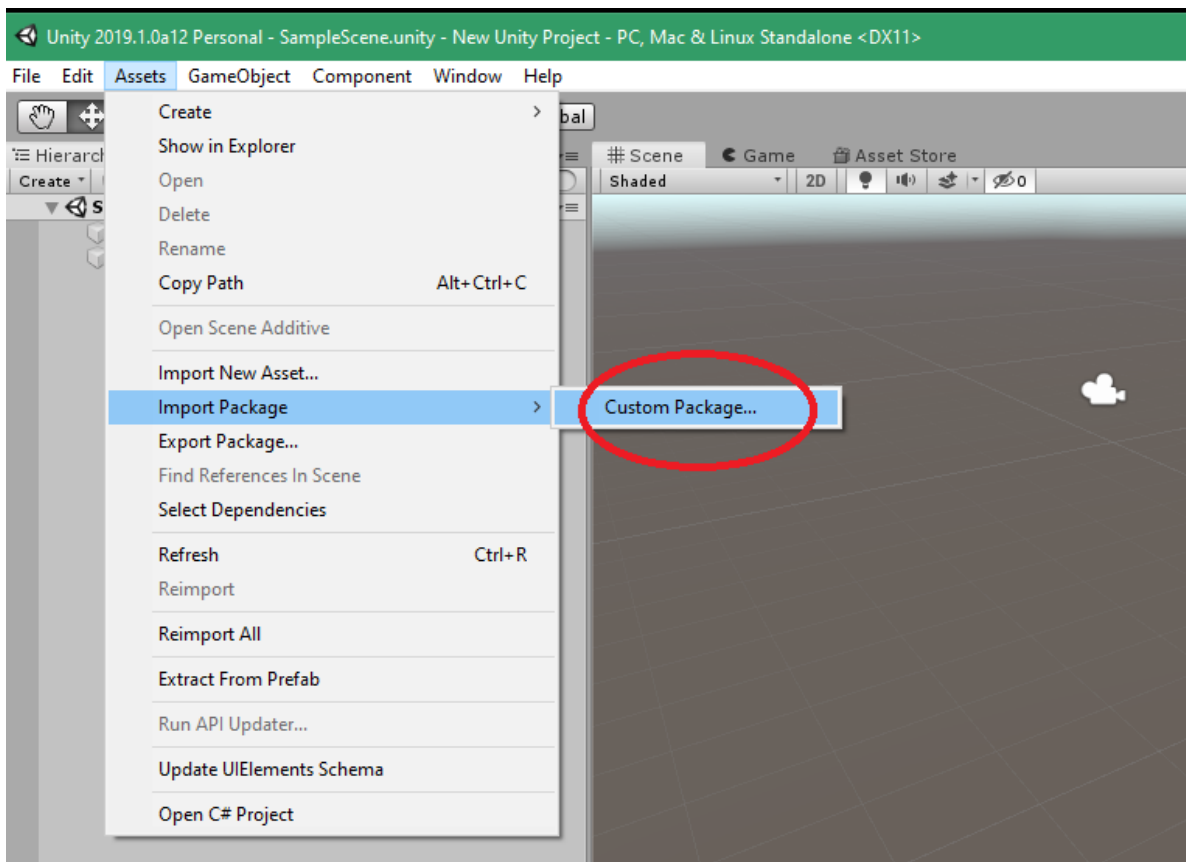 Unity 2019.1.0a12 Personal - SampleScene.unity - New Unity Project - PC, Mac & Linux Standalone <DX11>
File Edit Assets GameObject Component Window Help
bal
Hierarch
Scene Game Asset Store
Create
Shaded 2D 0
S
Create
Show in Explorer
Open
Delete
Rename
Copy Path Alt+Ctrl+C
Open Scene Additive
Import New Asset...
Import Package
Custom Package...
Export Package...
Find References In Scene
Select Dependencies
Refresh Ctrl+R
Reimport
Reimport All
Extract From Prefab
Run API Updater...
Update UIElements Schema
Open C# Project